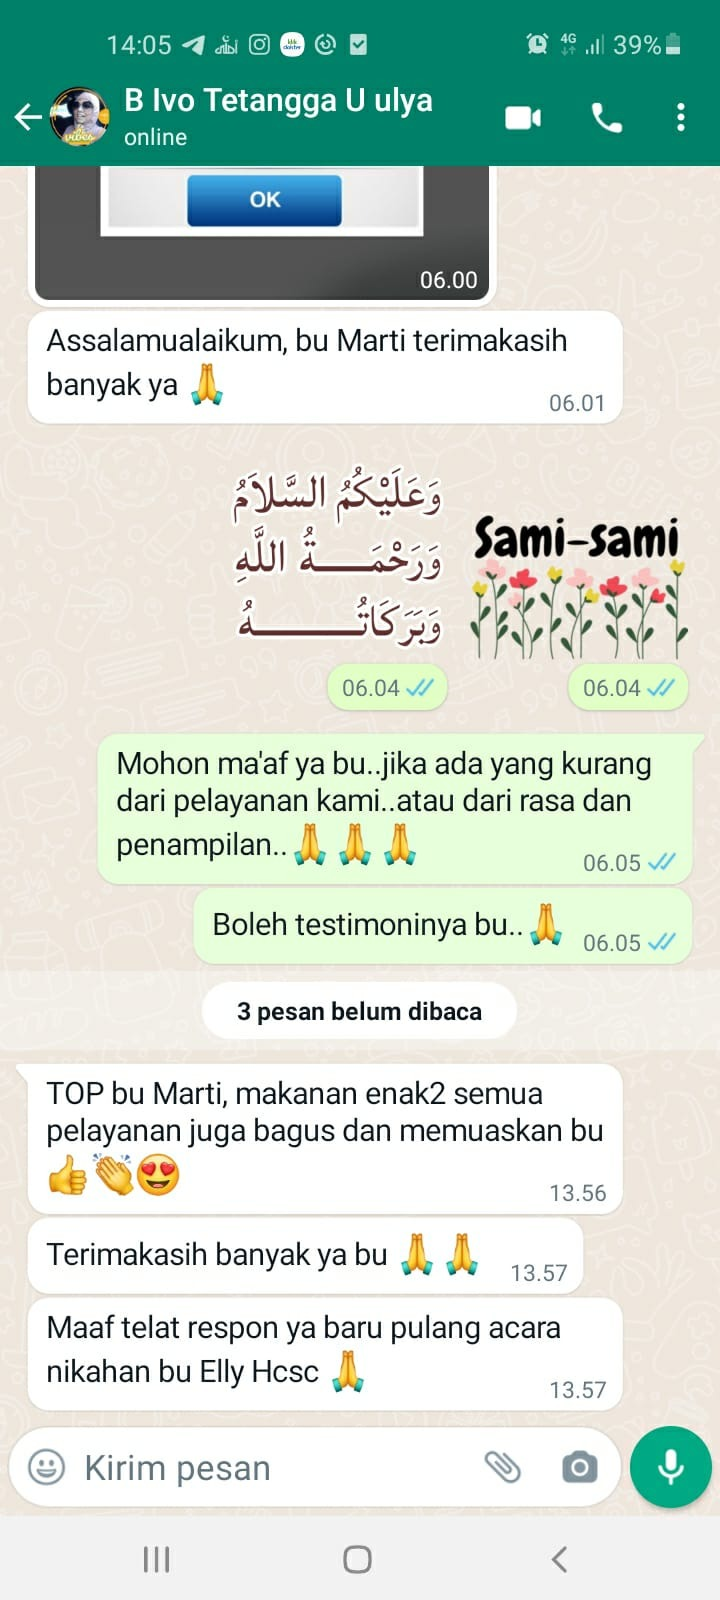 14:05
4G
39%
B Ivo Tetangga U ulya
online
OK
06.00
Assalamualaikum, bu Marti terimakasih
banyak ya 🙏
06.01
وَعَلَيْكُمُ السَّلَامُ
وَرَحْمَـــةُ اللَّهِ
وَبَرَكَاتُـــــهُ
06.04
Sami-sami
06.04
Mohon ma'af ya bu..jika ada yang kurang
dari pelayanan kami..atau dari rasa dan
penampilan..🙏🙏🙏
06.05
Boleh testimoninya bu..🙏
06.05
3 pesan belum dibaca
TOP bu Marti, makanan enak2 semua
pelayanan juga bagus dan memuaskan bu
👍👏😍
13.56
Terimakasih banyak ya bu 🙏🙏
13.57
Maaf telat respon ya baru pulang acara
nikahan bu Elly Hcsc 🙏
13.57
Kirim pesan